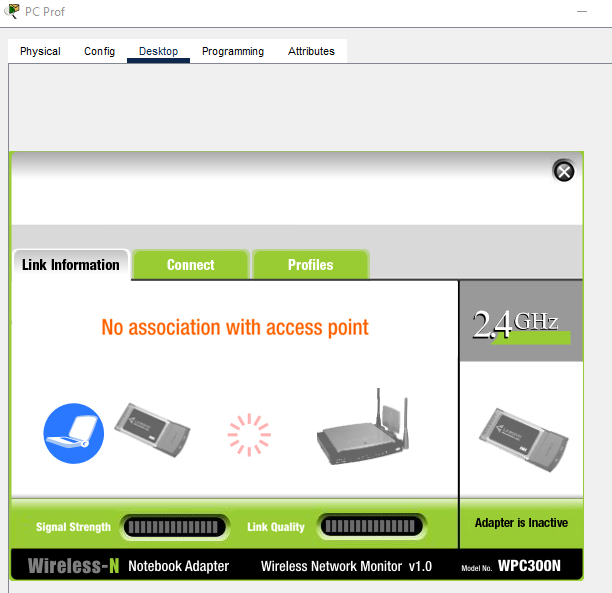 PC Prof
Physical Config Desktop Programming Attributes
Link Information Connect Profiles
No association with access point
2.4GHz
Signal Strength Link Quality Adapter is Inactive
Wireless-N Notebook Adapter Wireless Network Monitor v1.0 Model No. WPC300N